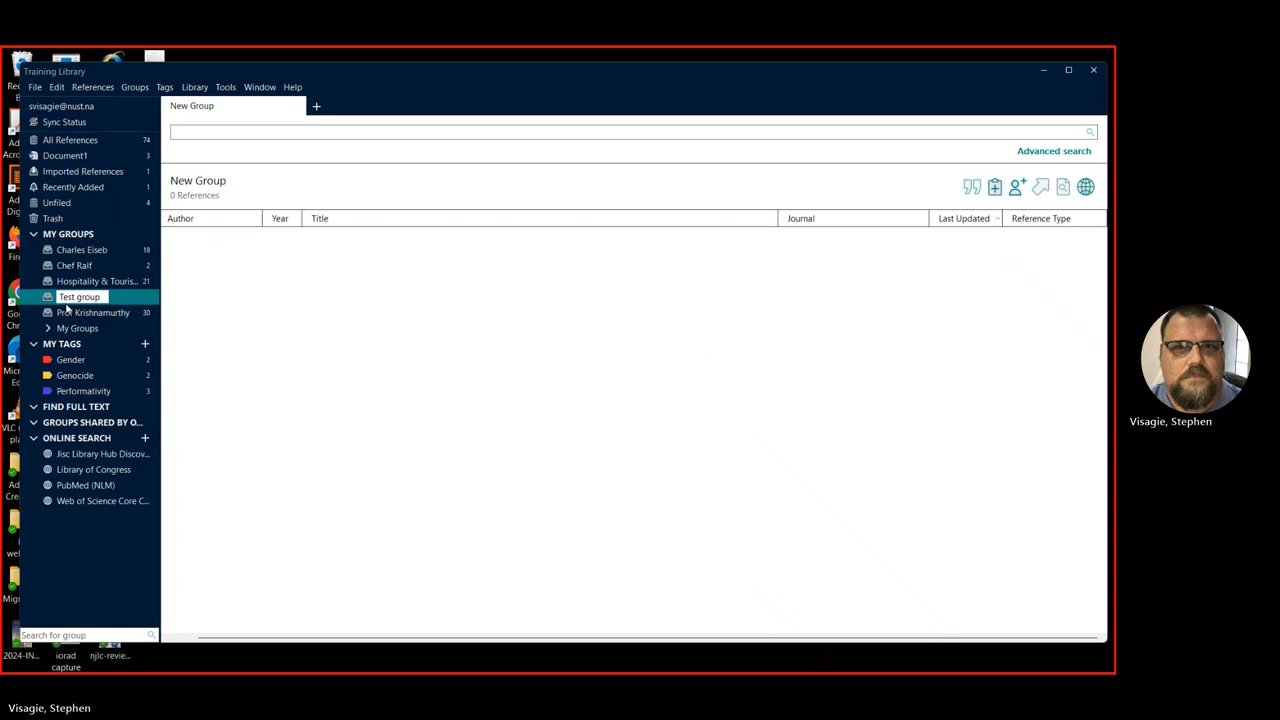 Training Library
File Edit References Groups Tags Library Tools Window Help
svisagie@nust.na
Sync Status
All References 74
Document1 3
Imported References 1
Recently Added 1
Unfiled 4
Trash
MY GROUPS
Charles Eiseb 18
Chef Ralf 2
Hospitality & Touris... 21
Test group
Prof Krishnamurthy 30
My Groups
MY TAGS
Gender 2
Genocide 2
Performativity 3
FIND FULL TEXT
GROUPS SHARED BY O...
ONLINE SEARCH
Jisc Library Hub Discov...
Library of Congress
PubMed (NLM)
Web of Science Core C...
Search for group
New Group
Advanced search
New Group
0 References
Author Year Title Journal Last Updated Reference Type
2024-IN...
iorad
capture
njlc-revie...
Visagie, Stephen
Visagie, Stephen